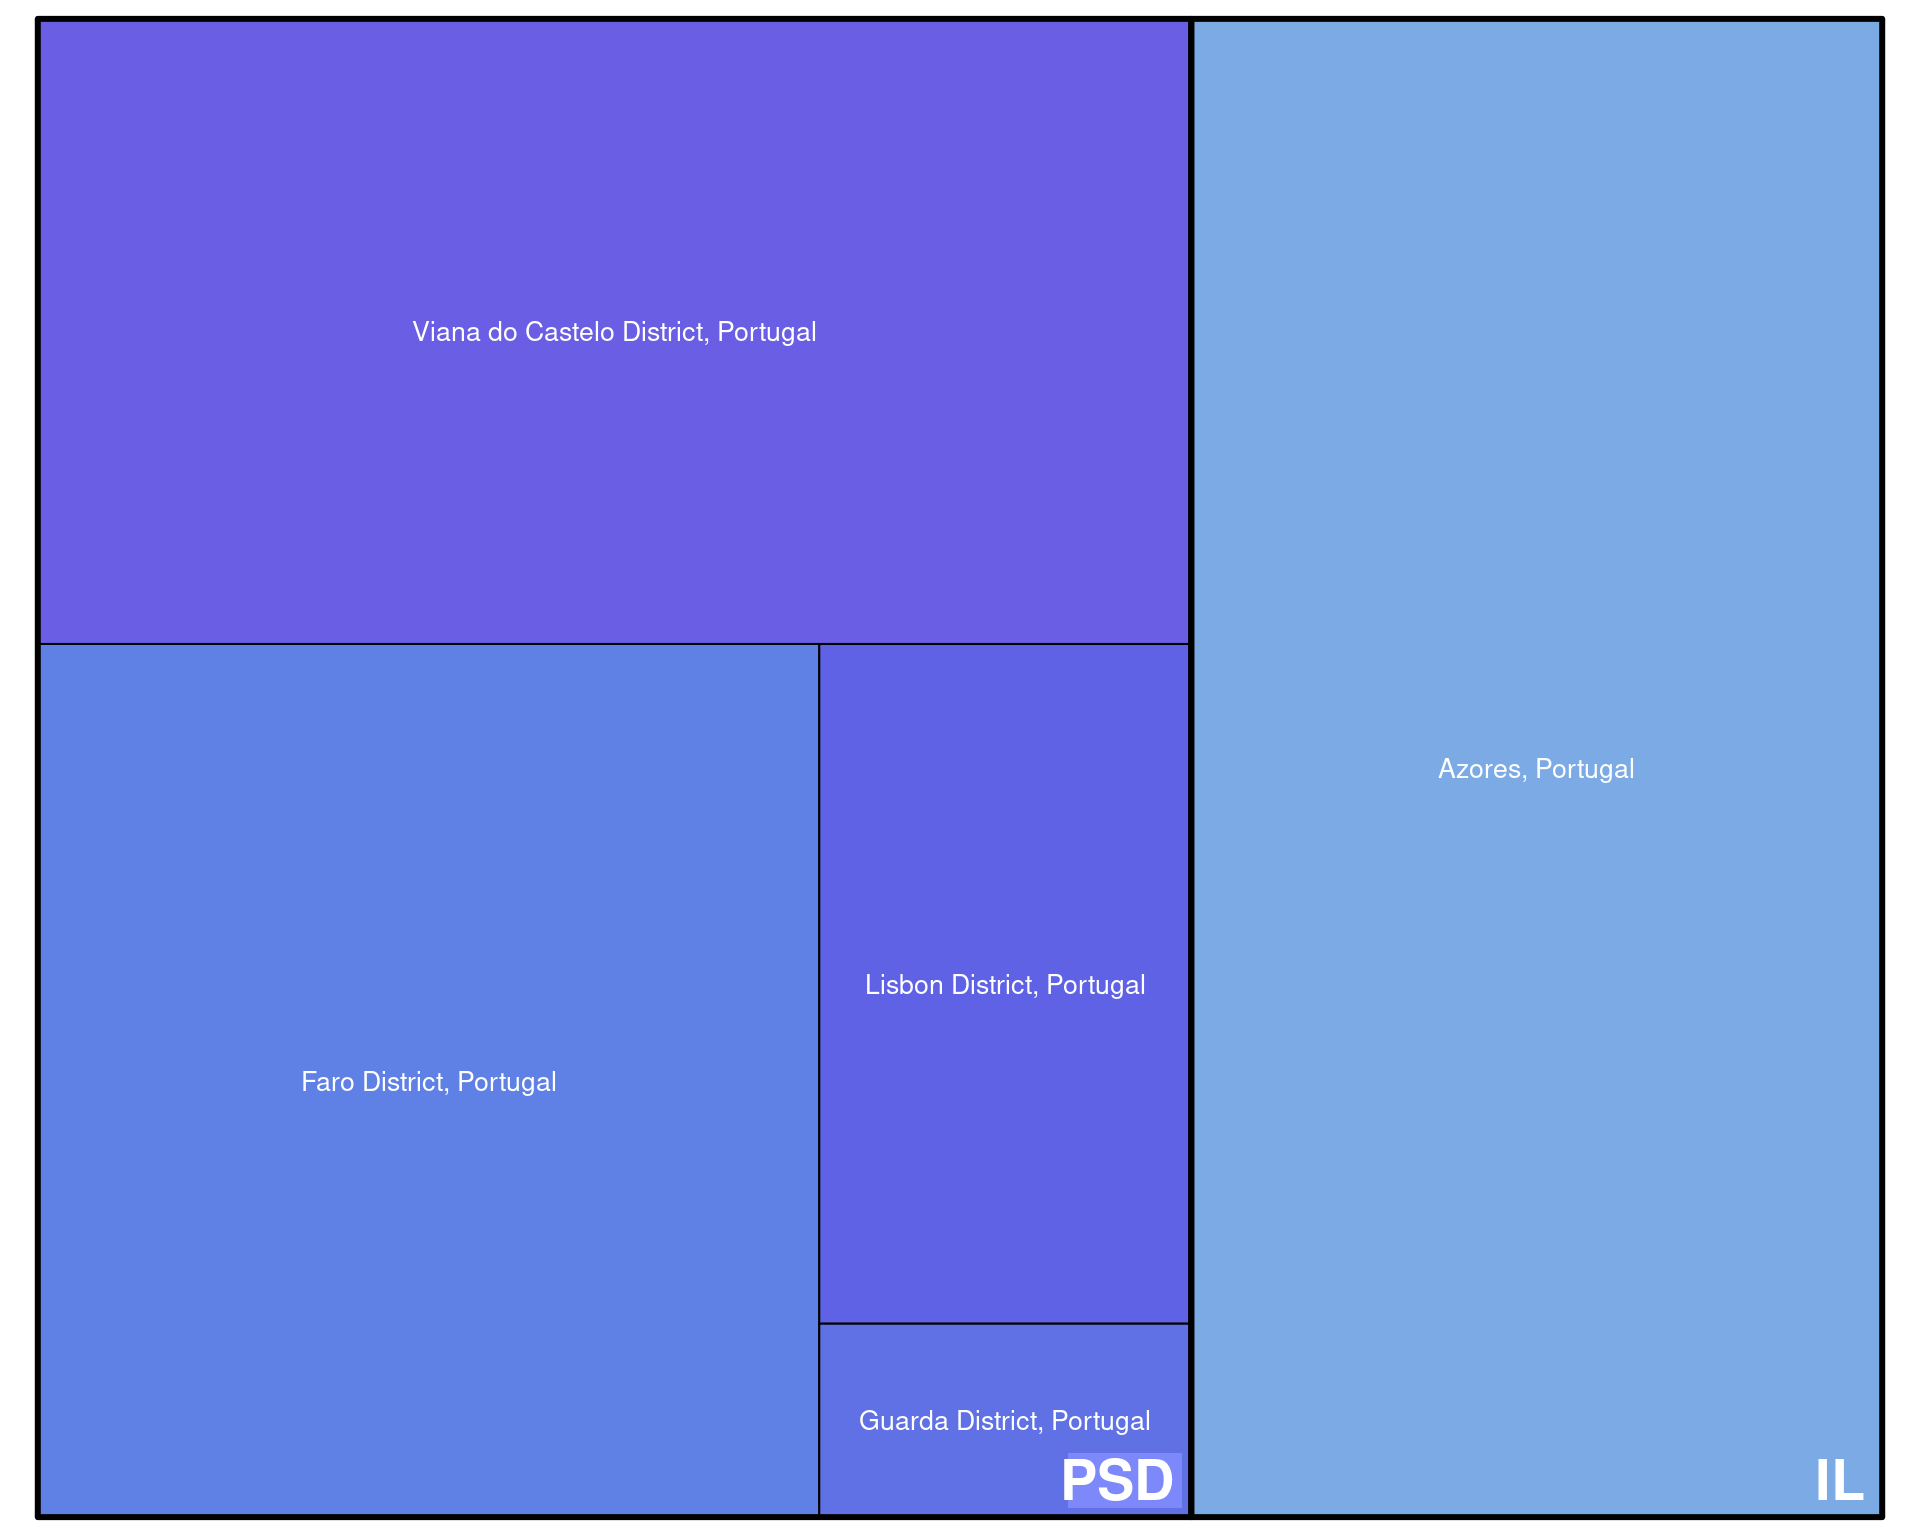 Viana do Castelo District, Portugal
Faro District, Portugal
Lisbon District, Portugal
Guarda District, Portugal
PSD
Azores, Portugal
IL